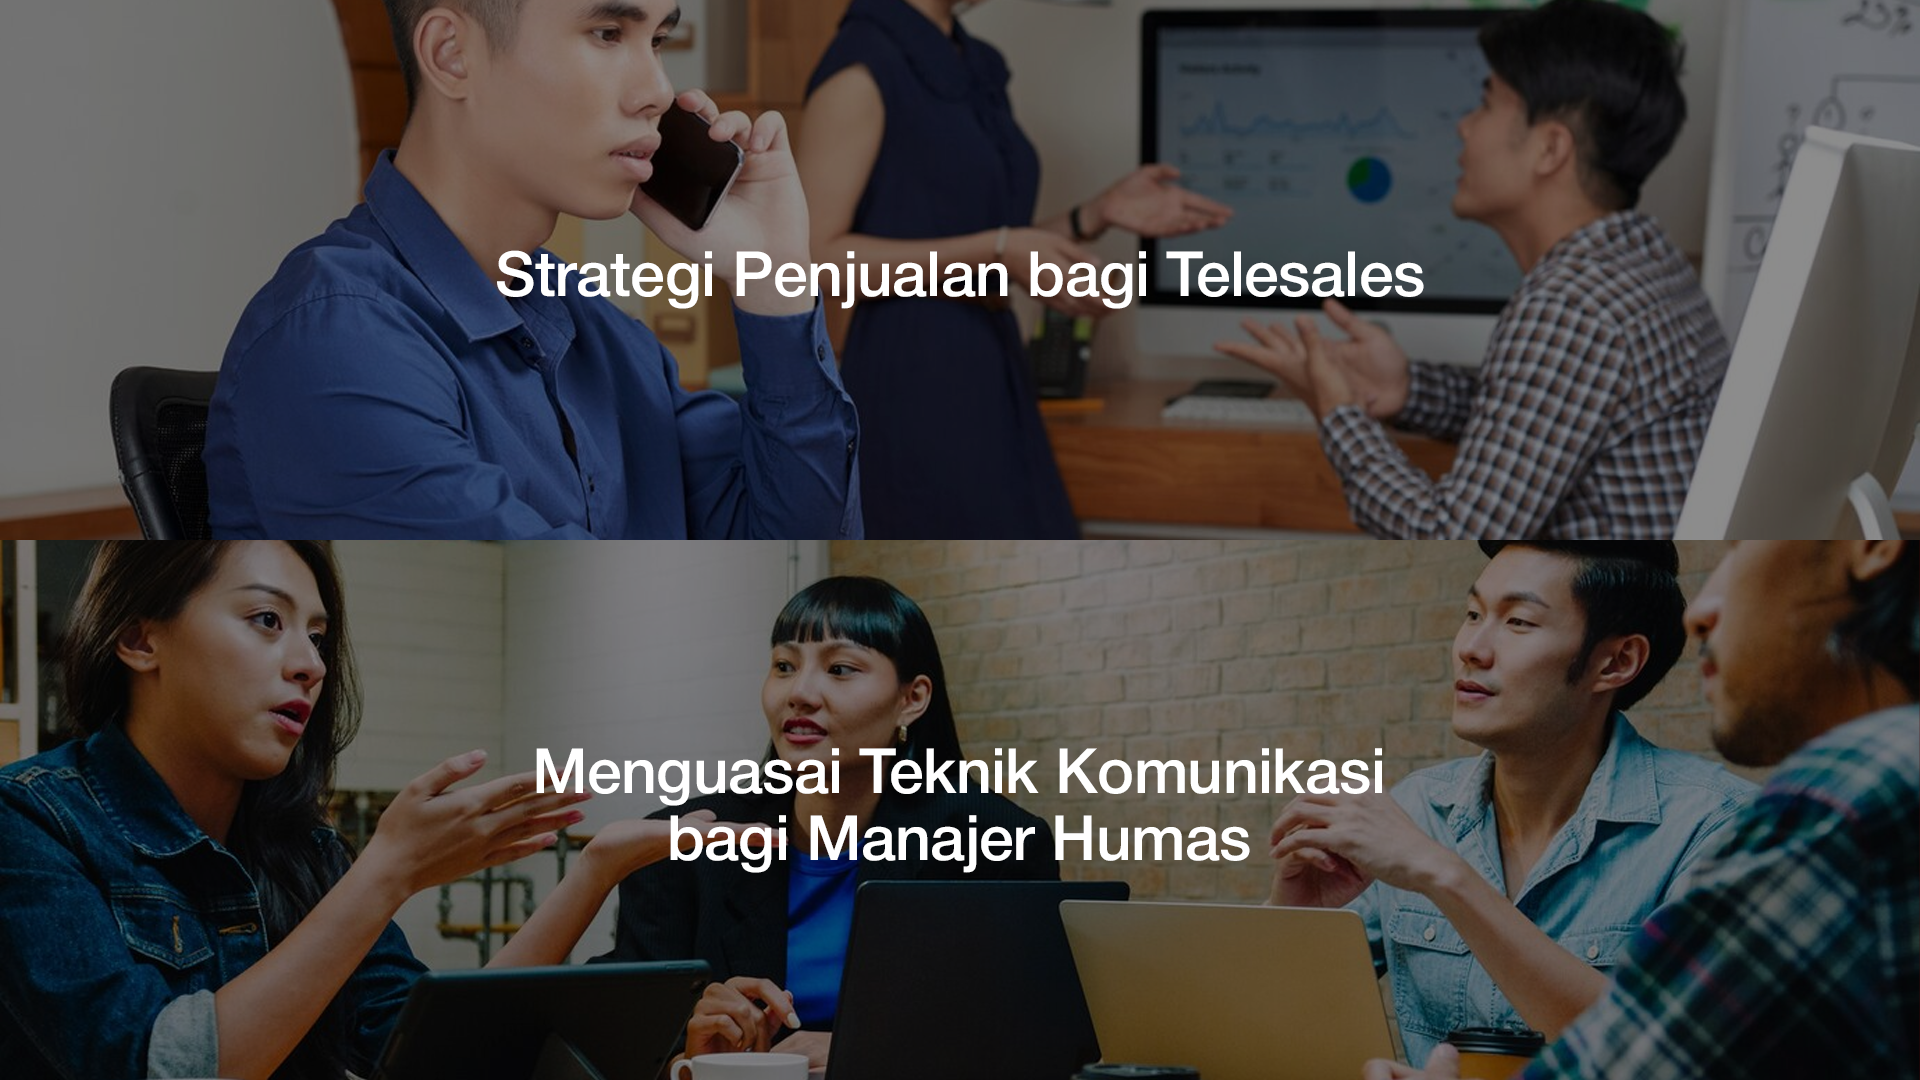 Strategi Penjualan bagi Telesales
Menguasai Teknik Komunikasi
bagi Manajer Humas